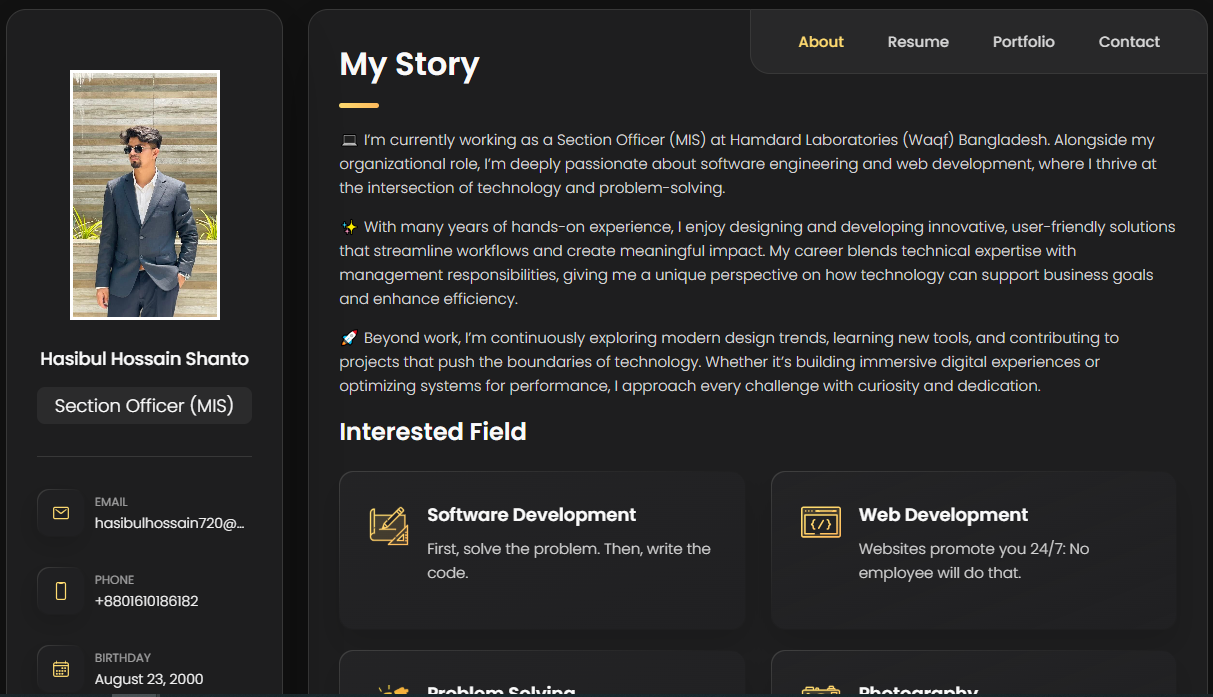 About
Resume
Portfolio
Contact
Hasibul Hossain Shanto
Section Officer (MIS)
EMAIL
hasibulhossain720@...
PHONE
+8801610186182
BIRTHDAY
August 23, 2000
My Story
💻 I’m currently working as a Section Officer (MIS) at Hamdard Laboratories (Waqf) Bangladesh. Alongside my
organizational role, I’m deeply passionate about software engineering and web development, where I thrive at
the intersection of technology and problem-solving.
✨ With many years of hands-on experience, I enjoy designing and developing innovative, user-friendly solutions
that streamline workflows and create meaningful impact. My career blends technical expertise with
management responsibilities, giving me a unique perspective on how technology can support business goals
and enhance efficiency.
🚀 Beyond work, I’m continuously exploring modern design trends, learning new tools, and contributing to
projects that push the boundaries of technology. Whether it’s building immersive digital experiences or
optimizing systems for performance, I approach every challenge with curiosity and dedication.
Interested Field
Software Development
First, solve the problem. Then, write the
code.
Web Development
Websites promote you 24/7: No
employee will do that.
Problem Solving
Photography